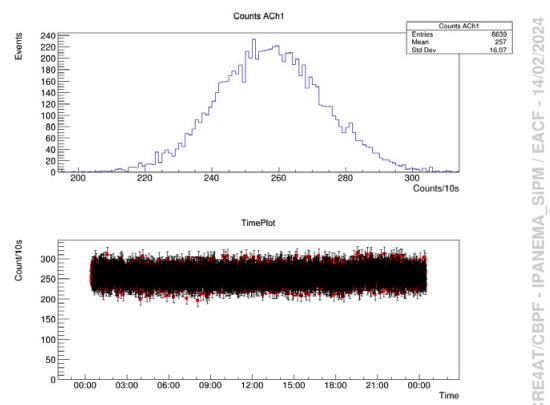 Counts ACh1
Counts ACh1
Entries 8639
Mean 257
Std Dev 16.07
Events
240
220
200
180
160
140
120
100
80
60
40
20
0
200 220 240 260 280 300
Counts/10s
TimePlot
Count/10s
300
250
200
150
100
50
0
00:00 03:00 06:00 09:00 12:00 15:00 18:00 21:00 00:00
Time
CRE4AT/CBPF - IPANEMA_SiPM / EACF - 14/02/2024